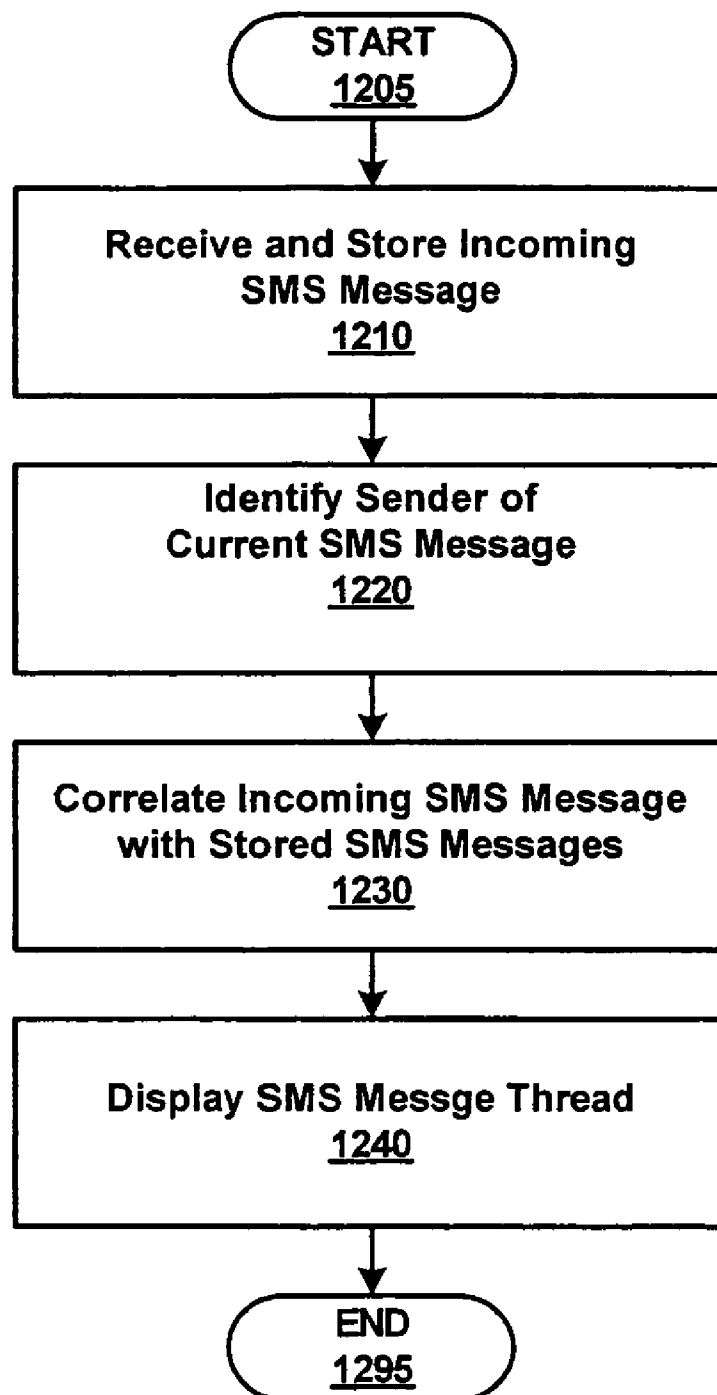 START
1205
Receive and Store Incoming
SMS Message
1210
Identify Sender of
Current SMS Message
1220
Correlate Incoming SMS Message
with Stored SMS Messages
1230
Display SMS Messge Thread
1240
END
1295